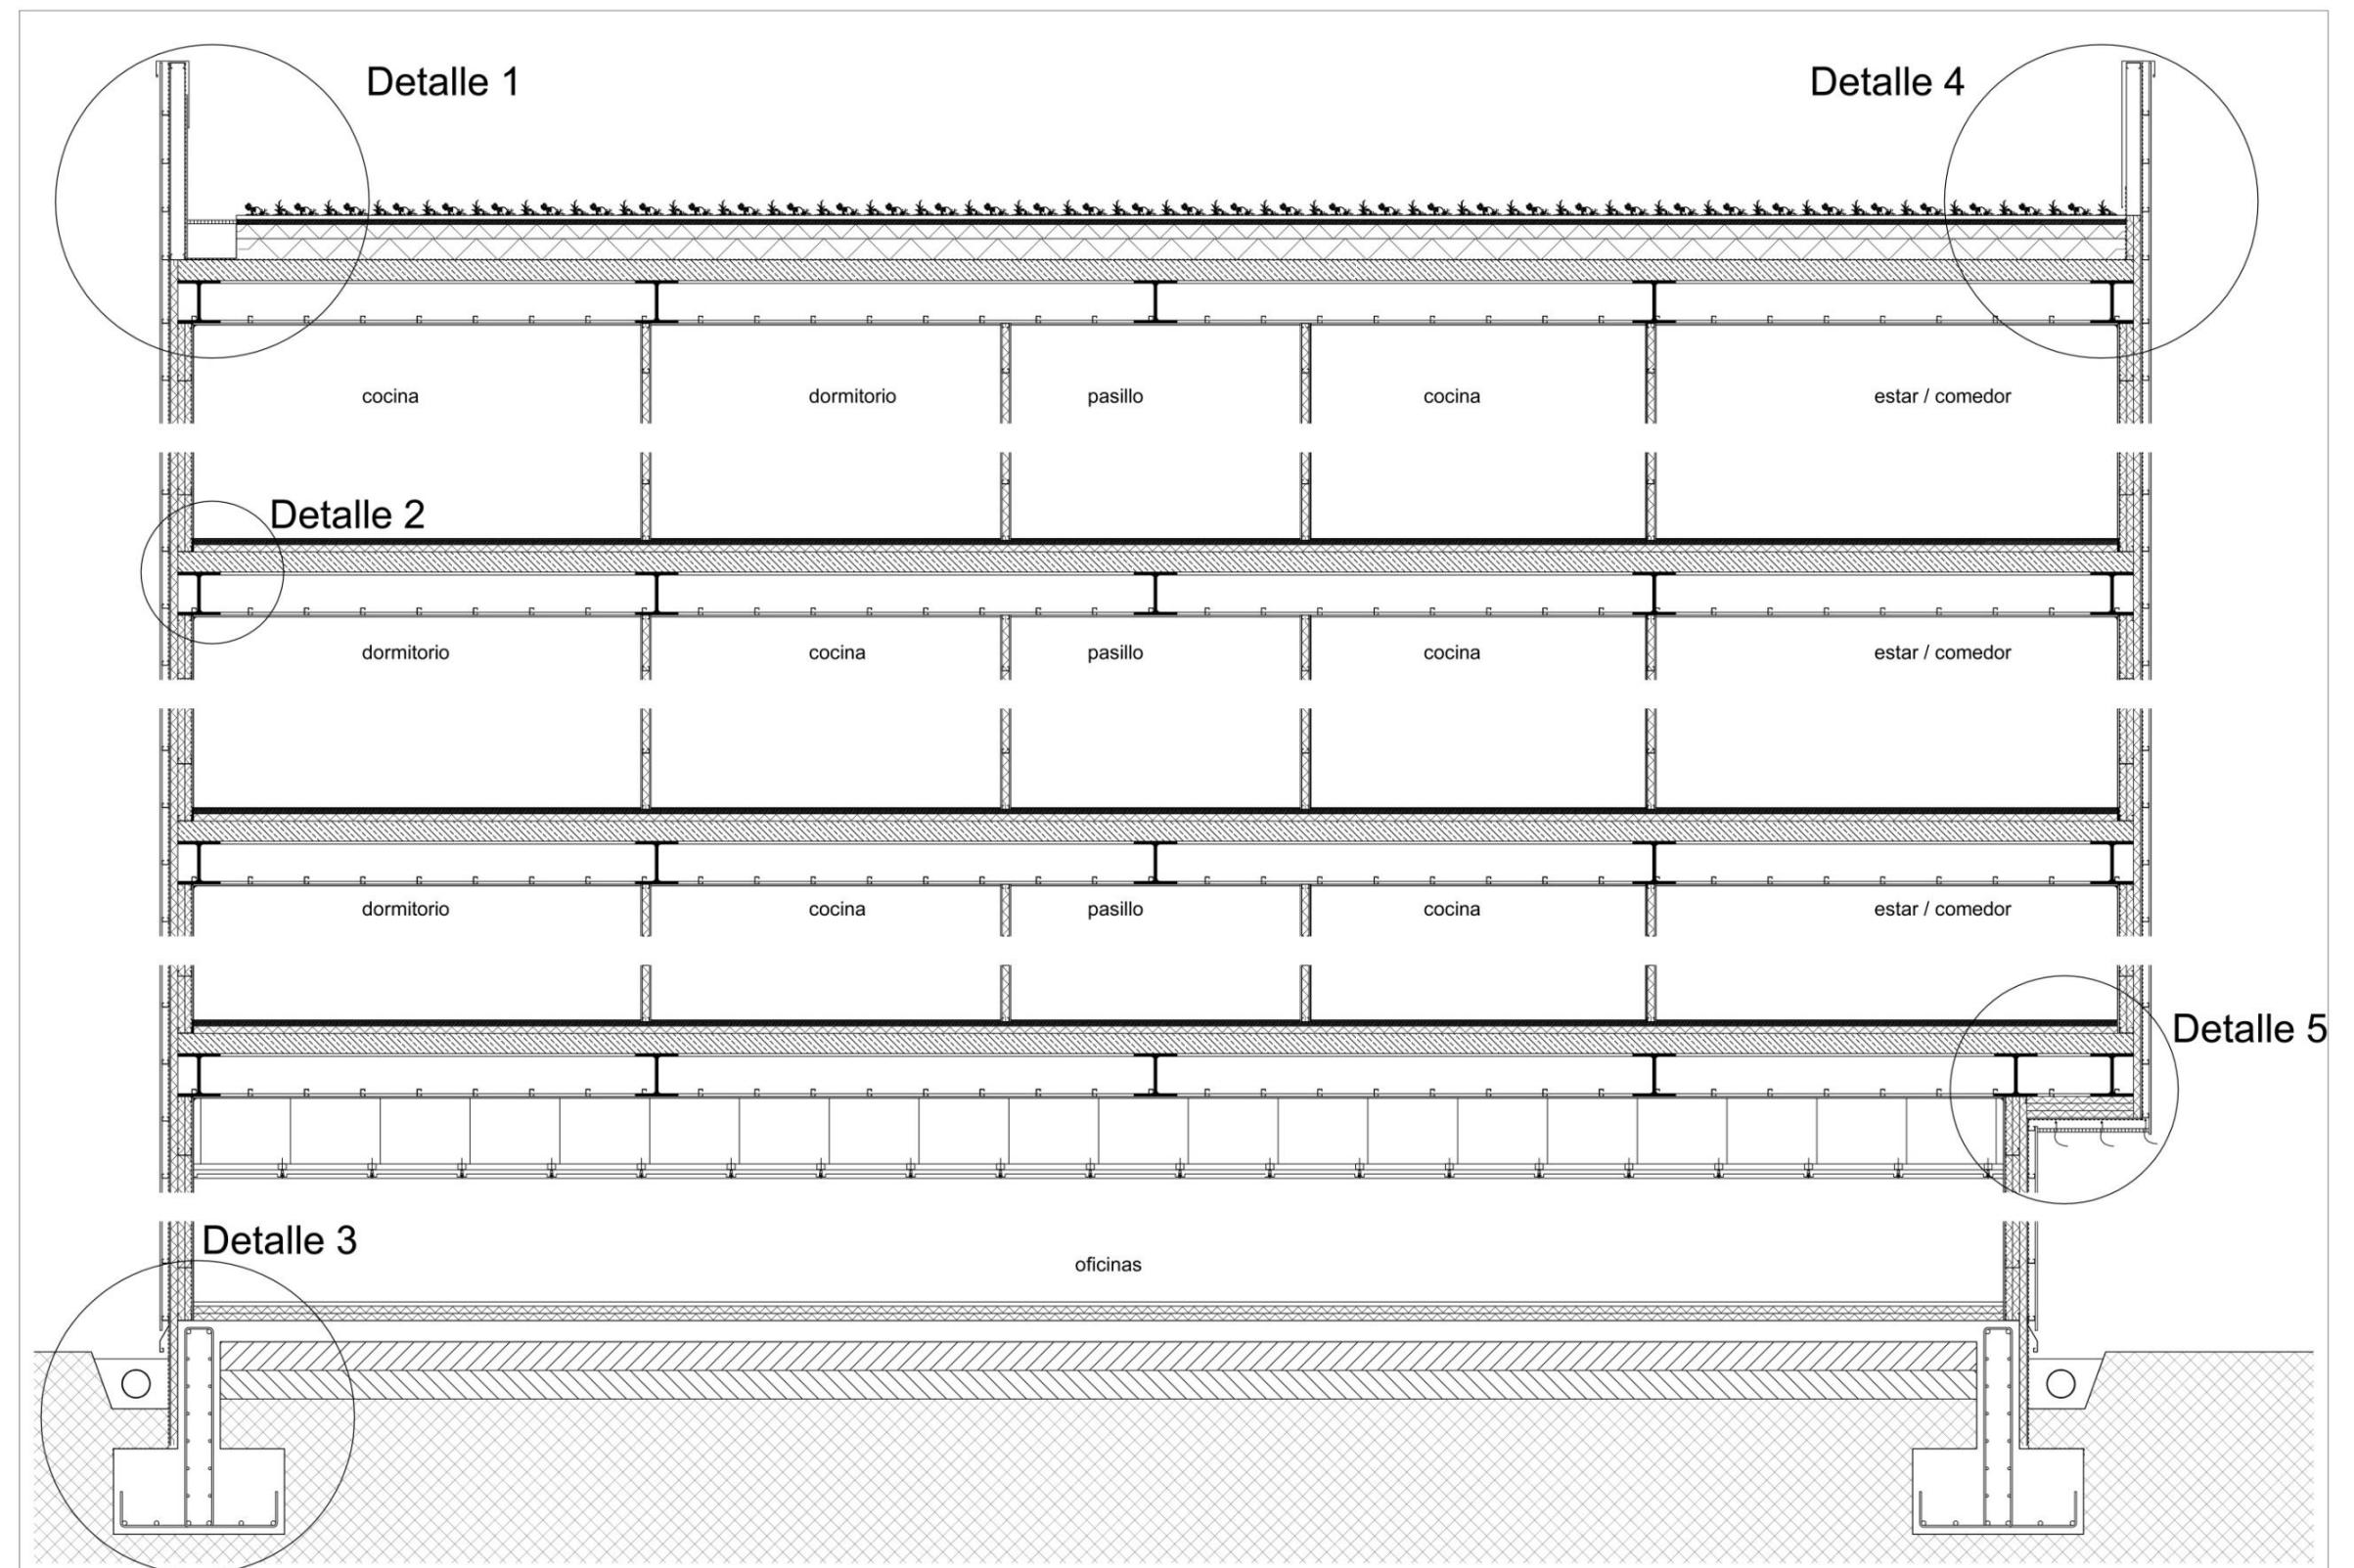 Detalle 1
Detalle 4
cocina
dormitorio
pasillo
cocina
estar / comedor
Detalle 2
dormitorio
cocina
pasillo
cocina
estar / comedor
dormitorio
cocina
pasillo
cocina
estar / comedor
Detalle 5
Detalle 3
oficinas